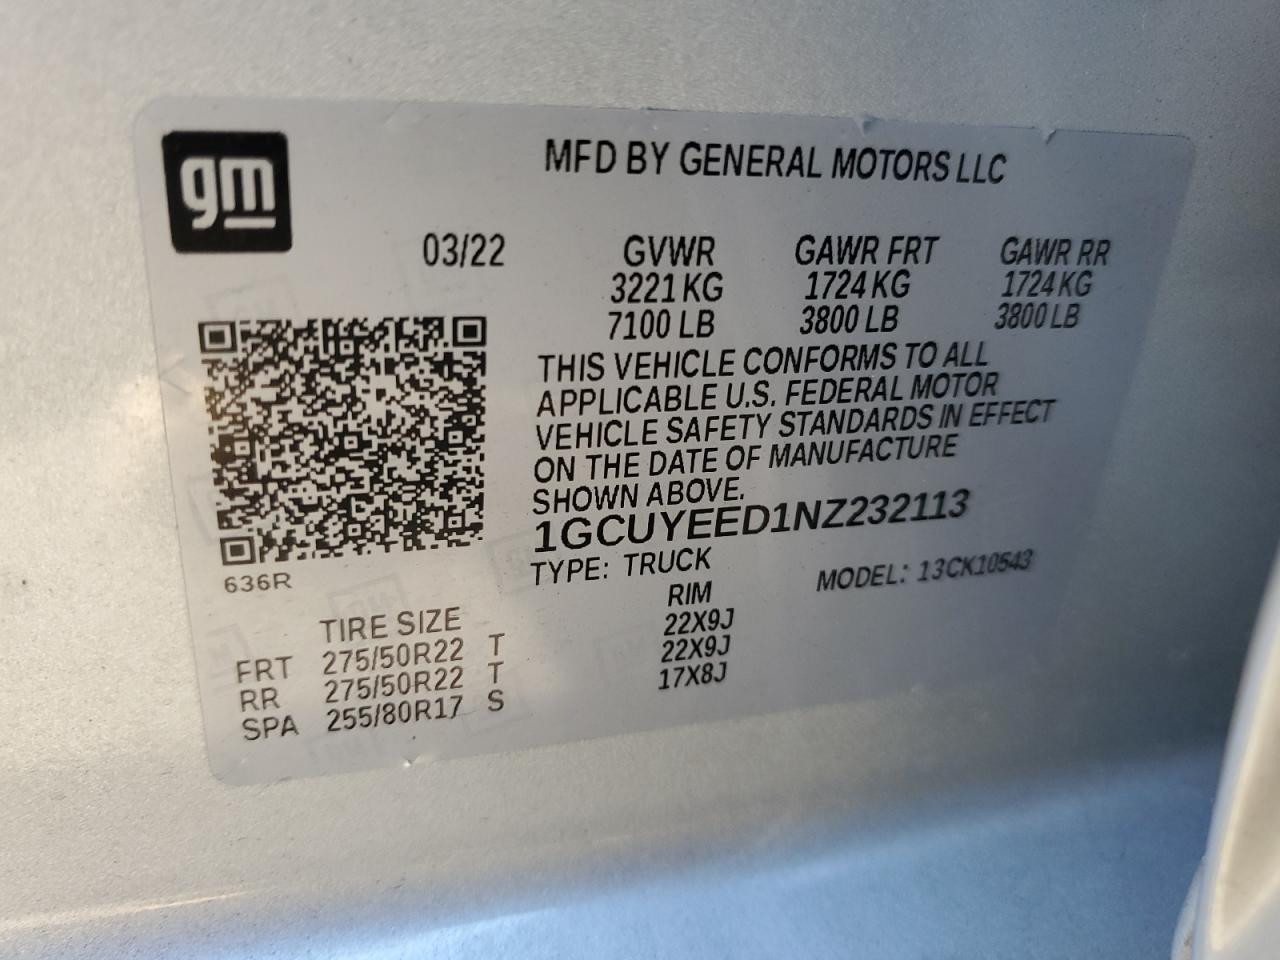 gm
MFD BY GENERAL MOTORS LLC
03/22 GVWR GAWR FRT GAWR RR
3221 KG 1724 KG 1724 KG
7100 LB 3800 LB 3800 LB
THIS VEHICLE CONFORMS TO ALL
APPLICABLE U.S. FEDERAL MOTOR
VEHICLE SAFETY STANDARDS IN EFFECT
ON THE DATE OF MANUFACTURE
SHOWN ABOVE.
1GCUYEED1NZ232113
TYPE: TRUCK MODEL: 13CK10543
636R
TIRE SIZE RIM
FRT 275/50R22 T 22X9J
RR 275/50R22 T 22X9J
SPA 255/80R17 S 17X8J